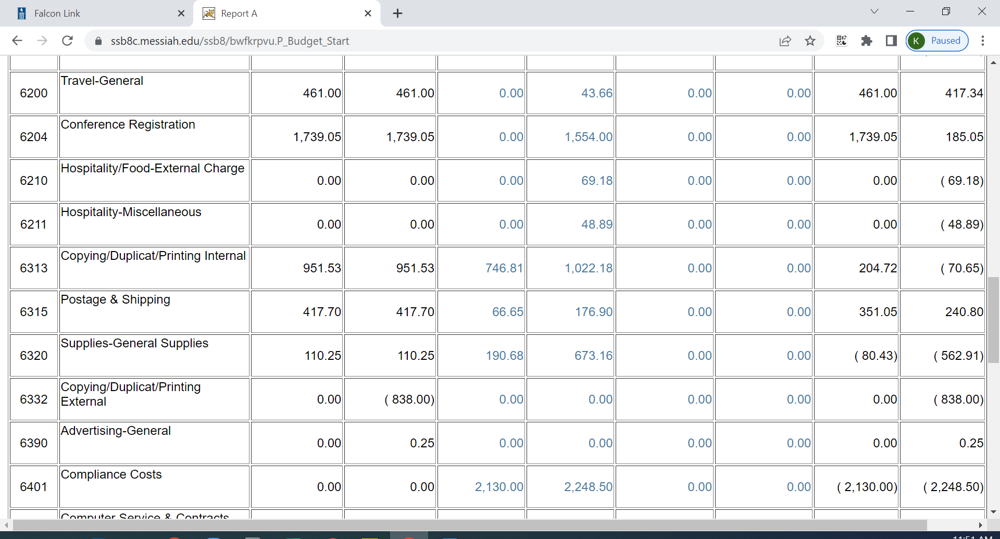 Falcon Link
Report A
ssb8c.messiah.edu/ssb8/bwfkrpvu.P_Budget_Start
K Paused
6200 Travel-General 461.00 461.00 0.00 43.66 0.00 0.00 461.00 417.34
6204 Conference Registration 1,739.05 1,739.05 0.00 1,554.00 0.00 0.00 1,739.05 185.05
6210 Hospitality/Food-External Charge 0.00 0.00 0.00 69.18 0.00 0.00 0.00 ( 69.18)
6211 Hospitality-Miscellaneous 0.00 0.00 0.00 48.89 0.00 0.00 0.00 ( 48.89)
6313 Copying/Duplicat/Printing Internal 951.53 951.53 746.81 1,022.18 0.00 0.00 204.72 ( 70.65)
6315 Postage & Shipping 417.70 417.70 66.65 176.90 0.00 0.00 351.05 240.80
6320 Supplies-General Supplies 110.25 110.25 190.68 673.16 0.00 0.00 ( 80.43) ( 562.91)
6332 Copying/Duplicat/Printing
External 0.00 ( 838.00) 0.00 0.00 0.00 0.00 0.00 ( 838.00)
6390 Advertising-General 0.00 0.25 0.00 0.00 0.00 0.00 0.00 0.25
6401 Compliance Costs 0.00 0.00 2,130.00 2,248.50 0.00 0.00 ( 2,130.00) ( 2,248.50)
Computer Service & Contracts
11:51 AM